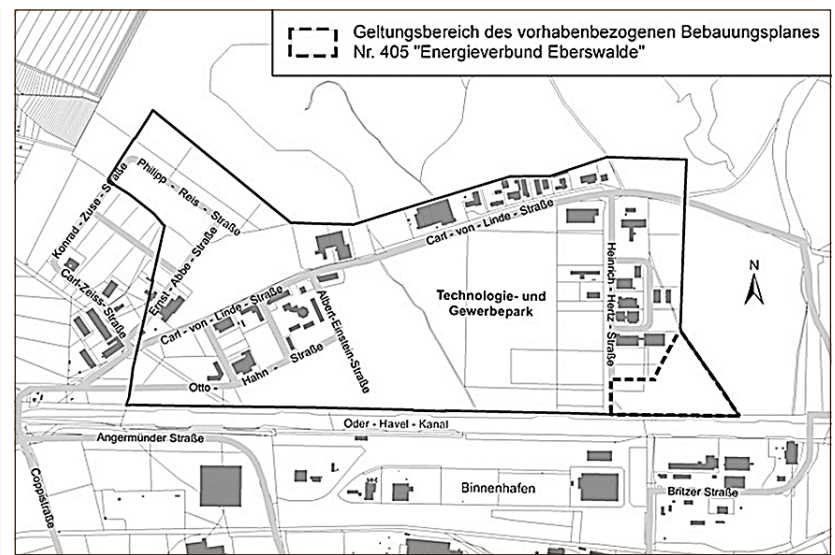 Geltungsbereich des vorhabenbezogenen Bebauungsplanes
Nr. 405 "Energieverbund Eberswalde"
Philipp - Reis - Straße
Konrad - Zuse - Straße
Ernst - Abbe - Straße
Carl-Zeiss-Straße
Carl - von - Linde - Straße
Carl - von - Linde - Straße
Heinrich - Hertz - Straße
N
Technologie- und
Gewerbepark
Albert-Einstein-Straße
Otto - Hahn - Straße
Oder - Havel - Kanal
Angermünder Straße
Coppistraße
Binnenhafen
Britzer Straße